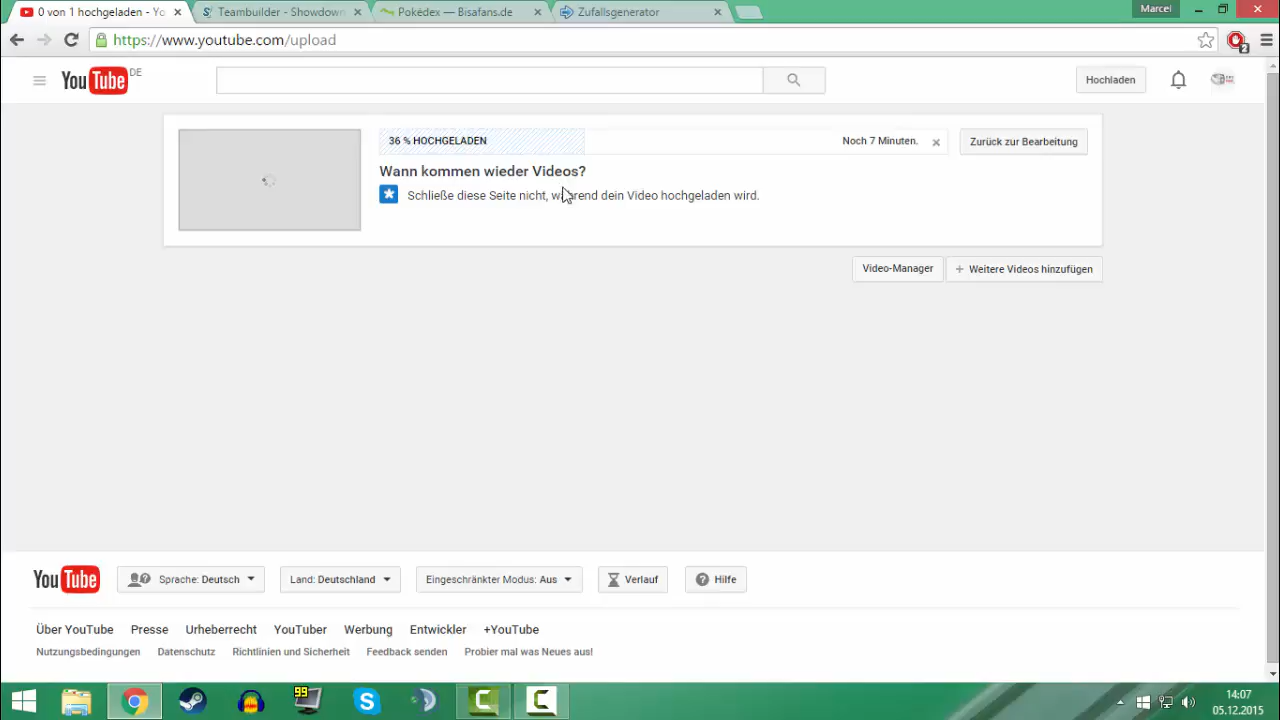 0 von 1 hochgeladen - Yo
Teambuilder - Showdown
Pokédex — Bisafans.de
Zufallsgenerator
Marcel
https://www.youtube.com/upload
2
YouTube DE
Hochladen
36 % HOCHGELADEN
Noch 7 Minuten.
Zurück zur Bearbeitung
Wann kommen wieder Videos?
Schließe diese Seite nicht, während dein Video hochgeladen wird.
Video-Manager
+ Weitere Videos hinzufügen
YouTube
Sprache: Deutsch
Land: Deutschland
Eingeschränkter Modus: Aus
Verlauf
Hilfe
Über YouTube Presse Urheberrecht YouTuber Werbung Entwickler +YouTube
Nutzungsbedingungen Datenschutz Richtlinien und Sicherheit Feedback senden Probier mal was Neues aus!
99
14:07
05.12.2015